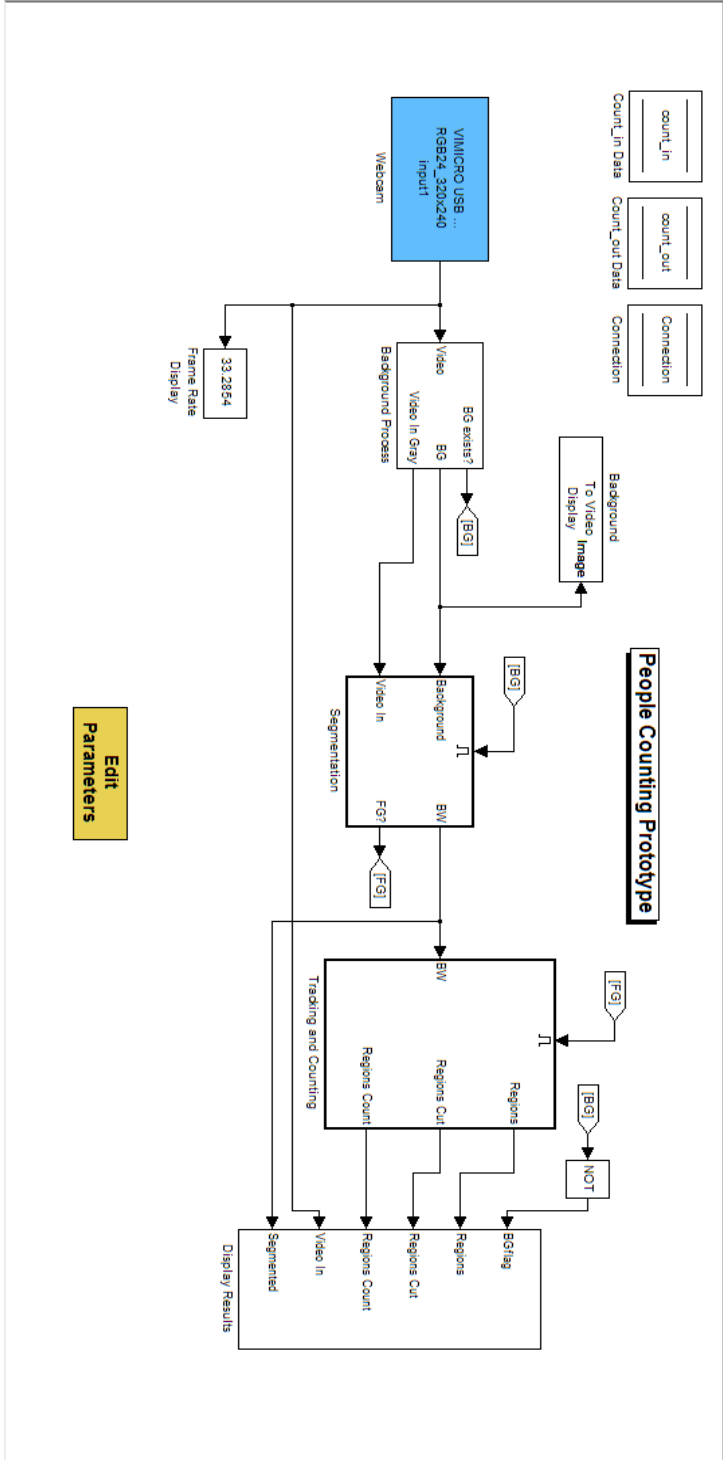 People Counting Prototype
count_in
Count_in Data
count_out
Count_out Data
Connection
Connection
Background
To Video
Display
Image
VIMICRO USB ...
RGB24_320x240
input1
Webcam
33.2854
Frame Rate
Display
Video
BG exists?
BG
Video In Gray
Background Process
[BG]
[BG]
Background
Video In
BW
FG?
Segmentation
[FG]
[FG]
BW
Regions
Regions Cut
Regions Count
Tracking and Counting
[BG]
NOT
BGflag
Regions
Regions Cut
Regions Count
Video In
Segmented
Display Results
Edit
Parameters